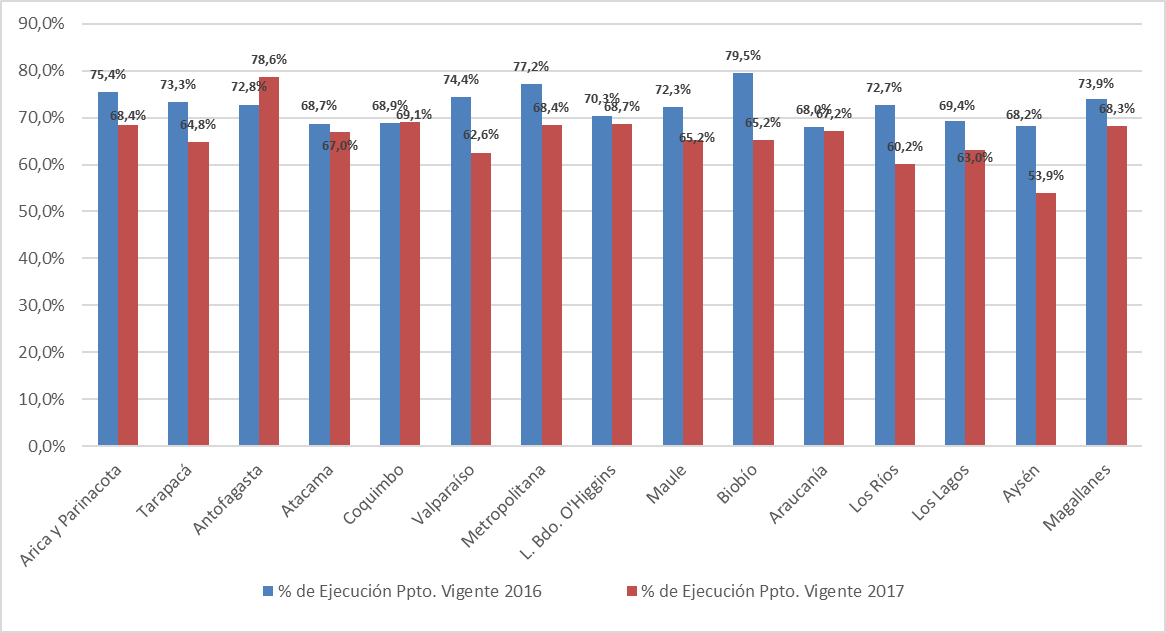 90,0%
80,0%
70,0%
60,0%
50,0%
40,0%
30,0%
20,0%
10,0%
0,0%
75,4%
68,4%
73,3%
64,8%
72,8%
78,6%
68,7%
67,0%
68,9%
69,1%
74,4%
62,6%
77,2%
68,4%
70,3%
68,7%
72,3%
65,2%
79,5%
65,2%
68,0%
67,2%
72,7%
60,2%
69,4%
63,0%
68,2%
53,9%
73,9%
68,3%
Arica y Parinacota
Tarapacá
Antofagasta
Atacama
Coquimbo
Valparaíso
Metropolitana
L. Bdo. O'Higgins
Maule
Biobío
Araucanía
Los Ríos
Los Lagos
Aysén
Magallanes
% de Ejecución Ppto. Vigente 2016
% de Ejecución Ppto. Vigente 2017